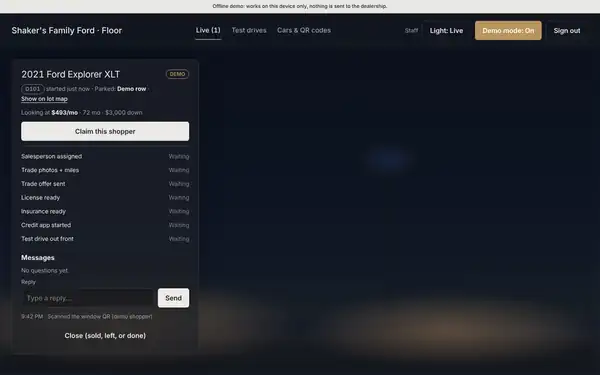 Offline demo: works on this device only, nothing is sent to the dealership.
Shaker's Family Ford · Floor
Live (1)
Test drives
Cars & QR codes
Staff
Light: Live
Demo mode: On
Sign out
2021 Ford Explorer XLT
DEMO
D101 started just now · Parked: Demo row ·
Show on lot map
Looking at $493/mo · 72 mo · $3,000 down
Claim this shopper
Salesperson assigned Waiting
Trade photos + miles Waiting
Trade offer sent Waiting
License ready Waiting
Insurance ready Waiting
Credit app started Waiting
Test drive out front Waiting
Messages
No questions yet.
Reply
Type a reply...
Send
9:42 PM · Scanned the window QR (demo shopper)
Close (sold, left, or done)